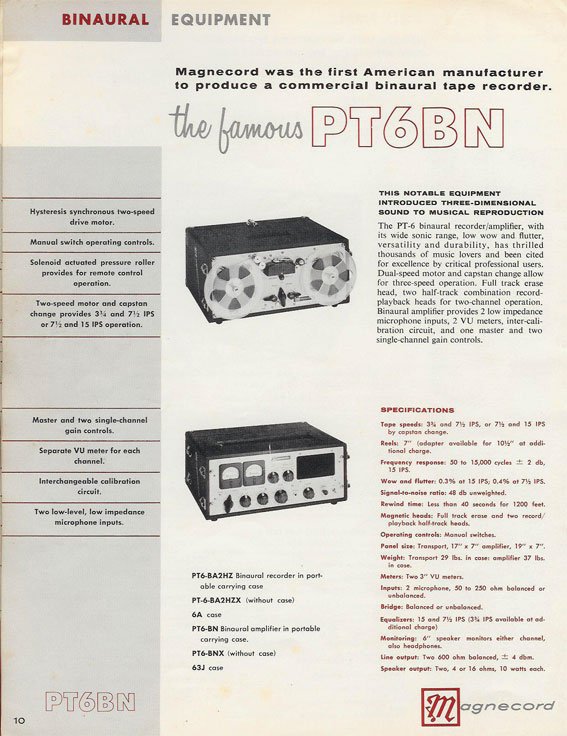 BINAURAL EQUIPMENT
Magnecord was the first American manufacturer
to produce a commercial binaural tape recorder.
the famous PT6BN
Hysteresis synchronous two-speed
drive motor.
Manual switch operating controls.
Solenoid actuated pressure roller
provides for remote control
operation.
Two-speed motor and capstan
change provides 3¾ and 7½ IPS
or 7½ and 15 IPS operation.
THIS NOTABLE EQUIPMENT
INTRODUCED THREE-DIMENSIONAL
SOUND TO MUSICAL REPRODUCTION
The PT-6 binaural recorder/amplifier, with
its wide sonic range, low wow and flutter,
versatility and durability, has thrilled
thousands of music lovers and been cited
for excellence by critical professional users.
Dual-speed motor and capstan change allow
for three-speed operation. Full track erase
head, two half-track combination record-
playback heads for two-channel operation.
Binaural amplifier provides 2 low impedance
microphone inputs, 2 VU meters, inter-cali-
bration circuit, and one master and two
single-channel gain controls.
Master and two single-channel
gain controls.
Separate VU meter for each
channel.
Interchangeable calibration
circuit.
Two low-level, low impedance
microphone inputs.
SPECIFICATIONS
Tape speeds: 3¾ and 7½ IPS, or 7½ and 15 IPS
by capstan change.
Reels: 7" (adapter available for 10½" at addi-
tional charge.
Frequency response: 50 to 15,000 cycles ± 2 db,
15 IPS.
Wow and flutter: 0.3% at 15 IPS; 0.4% at 7½ IPS.
Signal-to-noise ratio: 48 db unweighted.
Rewind time: Less than 40 seconds for 1200 feet.
Magnetic heads: Full track erase and two record/
playback half-track heads.
Operating controls: Manual switches.
Panel size: Transport, 17" x 7" amplifier, 19" x 7".
Weight: Transport 29 lbs. in case: amplifier 37 lbs.
in case.
Meters: Two 3" VU meters.
Inputs: 2 microphone, 50 to 250 ohm balanced or
unbalanced.
Bridge: Balanced or unbalanced.
Equalizers: 15 and 7½ IPS (3¾ IPS available at ad-
ditional charge)
Monitoring: 6" speaker monitors either channel,
also headphones.
Line output: Two 600 ohm balanced, ± 4 dbm.
Speaker output: Two, 4 or 16 ohms, 10 watts each.
PT6-BA2HZ Binaural recorder in port-
able carrying case
PT-6-BA2HZX (without case)
6A case
PT6-BN Binaural amplifier in portable
carrying case.
PT6-BNX (without case)
63J case
PT6BN
10
Magnecord